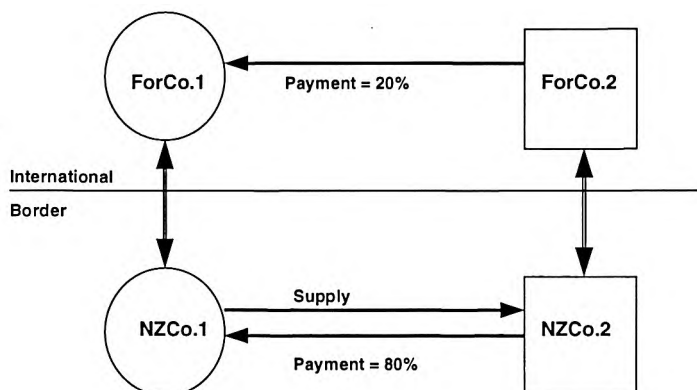 ForCo.1
ForCo.2
Payment = 20%
International
Border
Supply
NZCo.1
NZCo.2
Payment = 80%